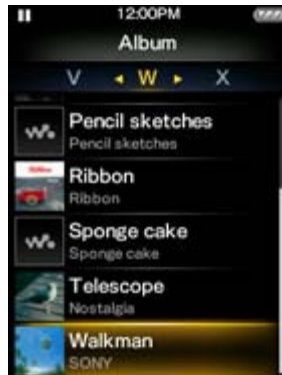 12:00PM
Album
V W X
Pencil sketches
Pencil sketches
Ribbon
Ribbon
Sponge cake
Sponge cake
Telescope
Nostalgia
Walkman
SONY